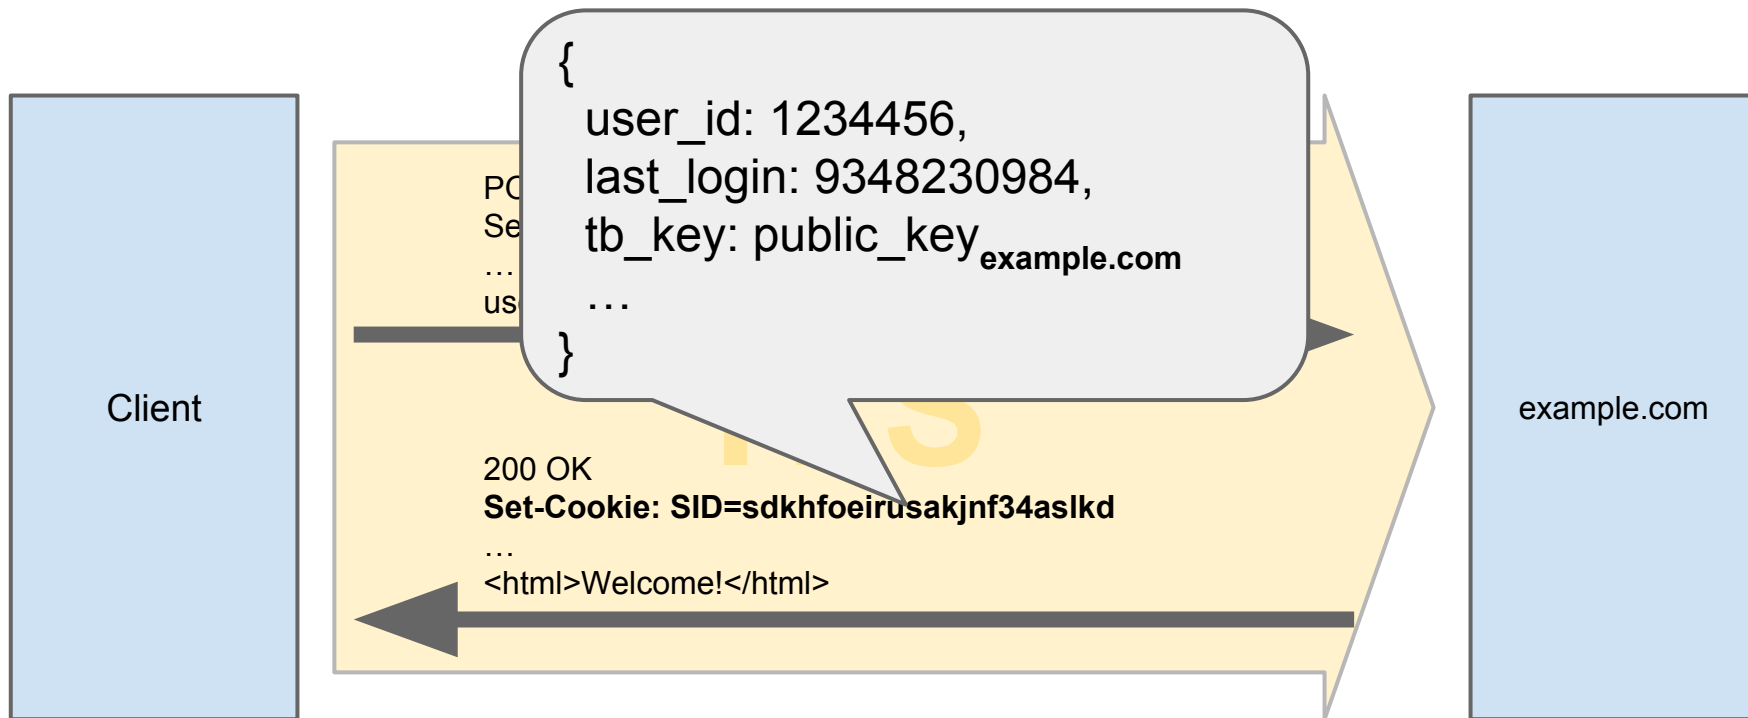 {
user_id: 1234456,
last_login: 9348230984,
tb_key: public_key example.com
…
}
…
Client
example.com
200 OK
Set-Cookie: SID=sdkhfoeirusakjnf34aslkd
…
<html>Welcome!</html>